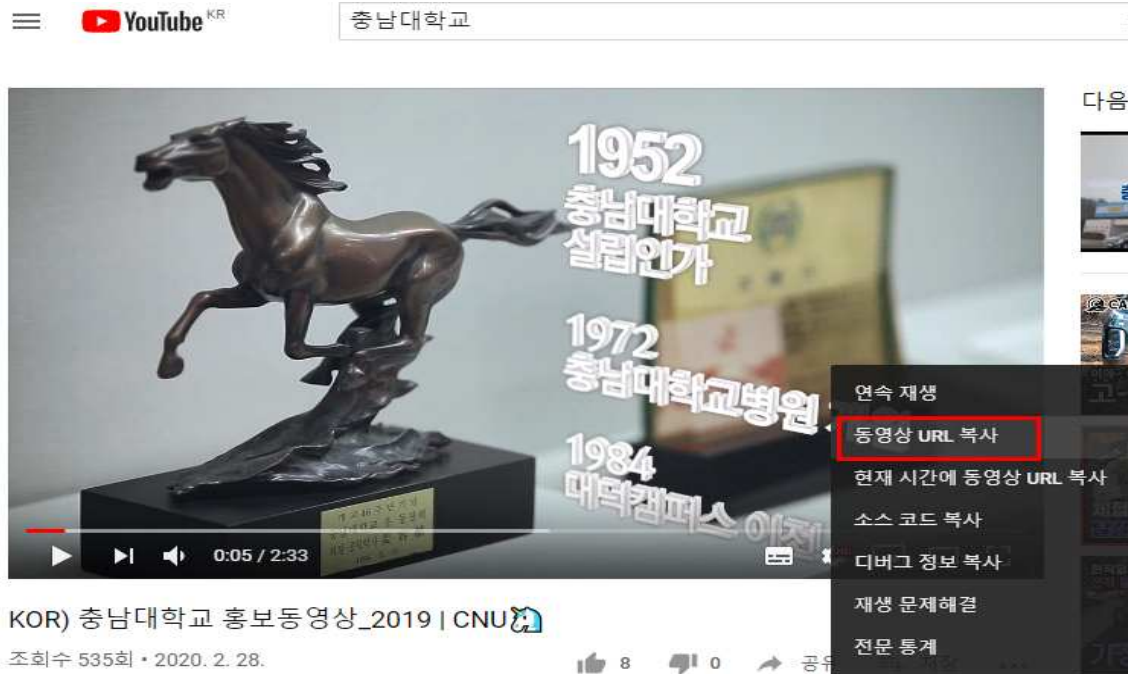 YouTube KR
충남대학교
다음
1952
충남대학교
설립인가
1972
충남대학교병원
1984
대덕캠퍼스 이전
0:05 / 2:33
연속 재생
동영상 URL 복사
현재 시간에 동영상 URL 복사
소스 코드 복사
디버그 정보 복사
재생 문제해결
전문 통계
KOR) 충남대학교 홍보동영상_2019 | CNU🦄
조회수 535회 • 2020. 2. 28.
8 0 공유